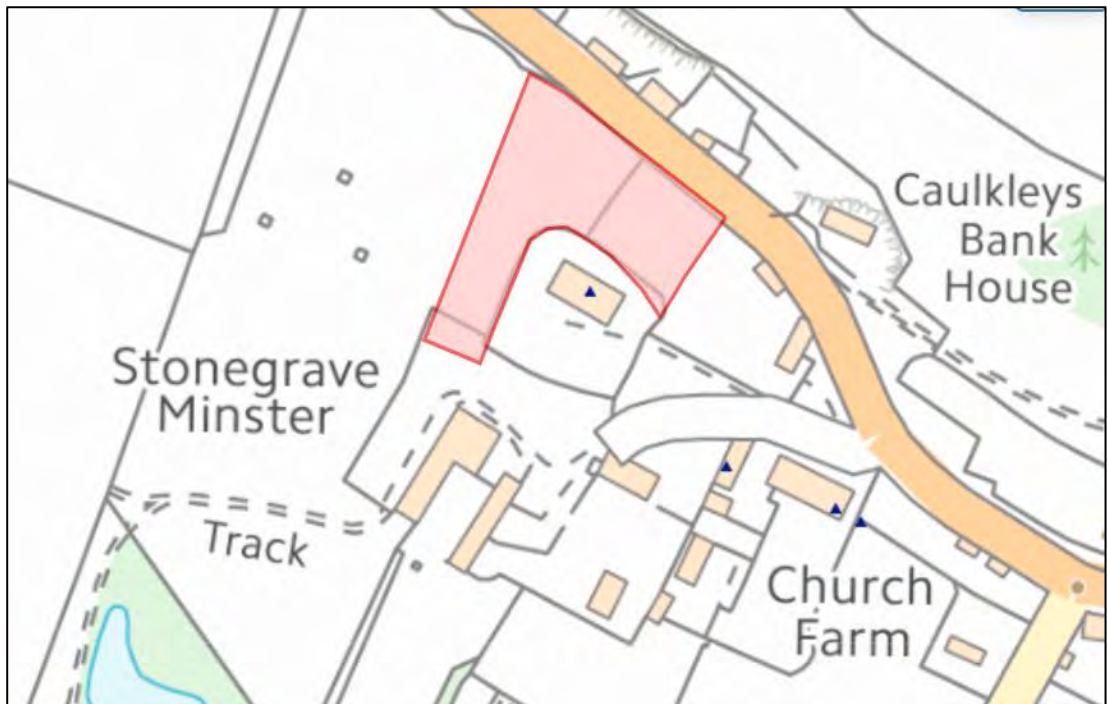 Caulkleys
Bank
House
Stonegrave
Minster
Track
Church
Farm